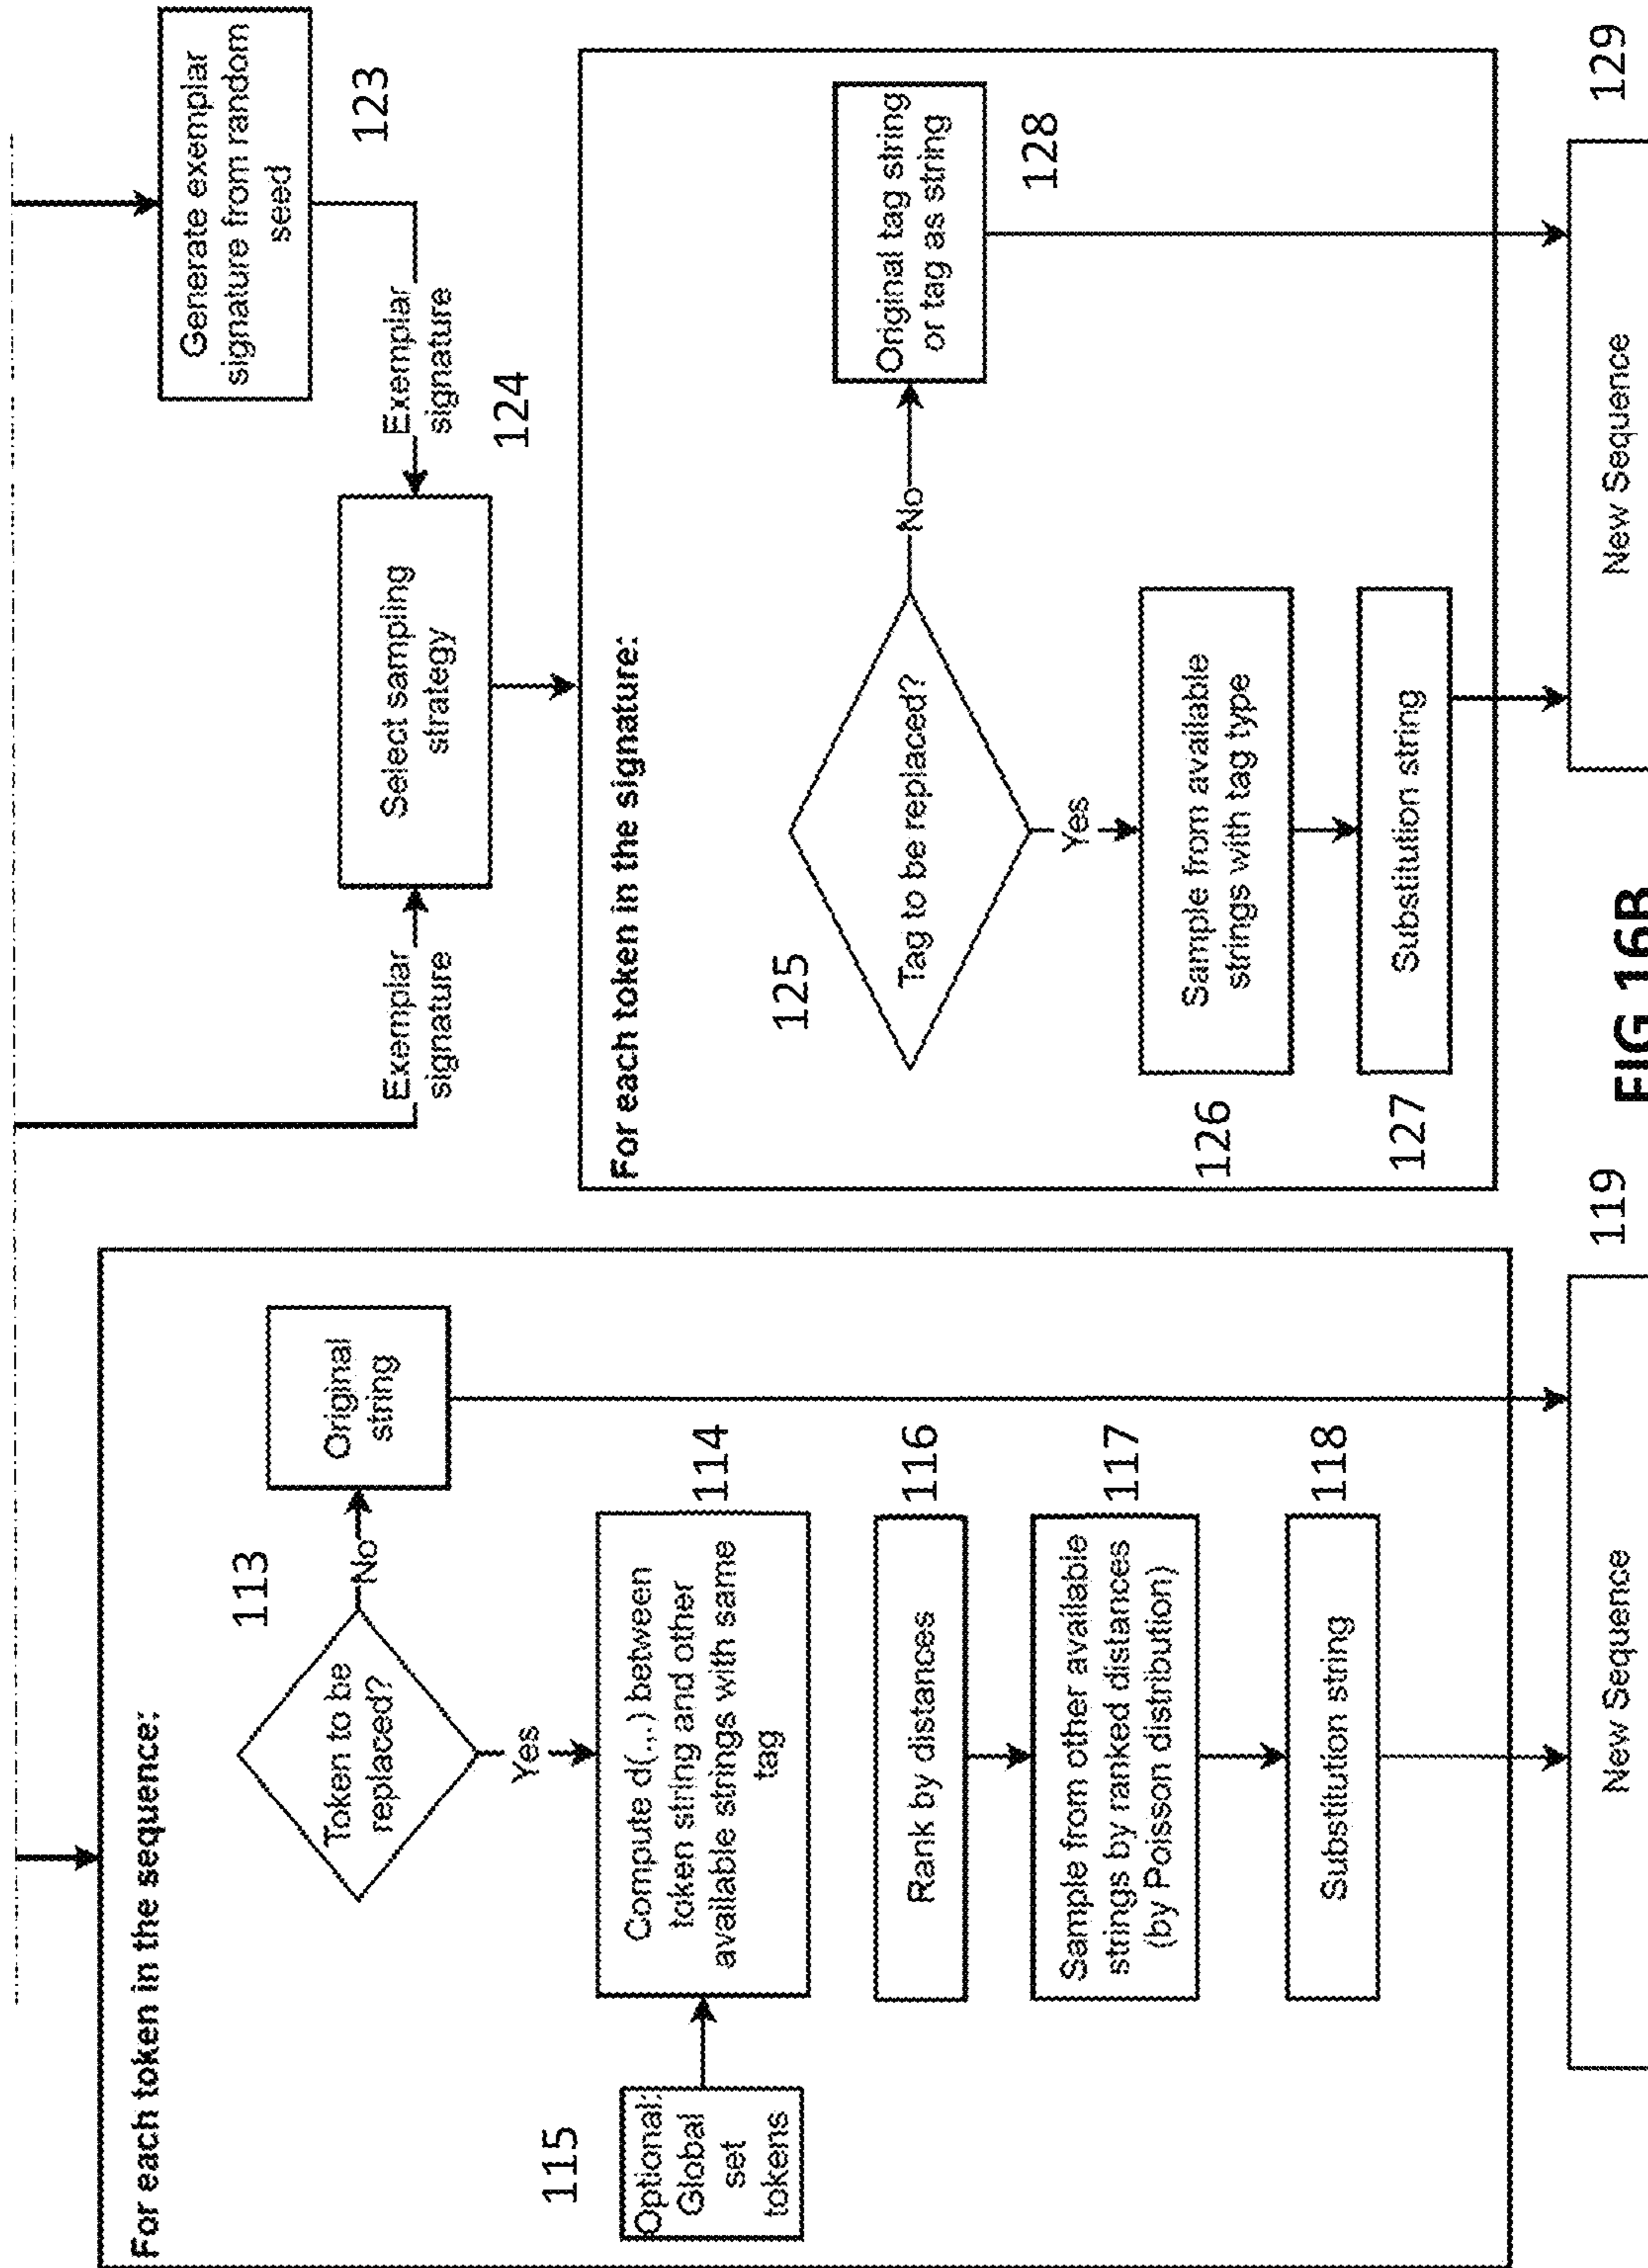 For each token in the sequence:
113
Token to be
replaced?
No
Original
string
Yes
115
Optional:
Global
set
tokens
Compute d(.,.) between
token string and other
available strings with same
tag
114
Rank by distances
116
Sample from other available
strings by ranked distances
(by Poisson distribution)
117
Substitution string
118
New Sequence
119
Exemplar
signature
Generate exemplar
signature from random
seed
123
Exemplar
signature
Select sampling
strategy
124
For each token in the signature:
125
Tag to be replaced?
No
Original tag string
or tag as string
128
Yes
Sample from available
strings with tag type
126
Substitution string
127
New Sequence
129
FIG 16B